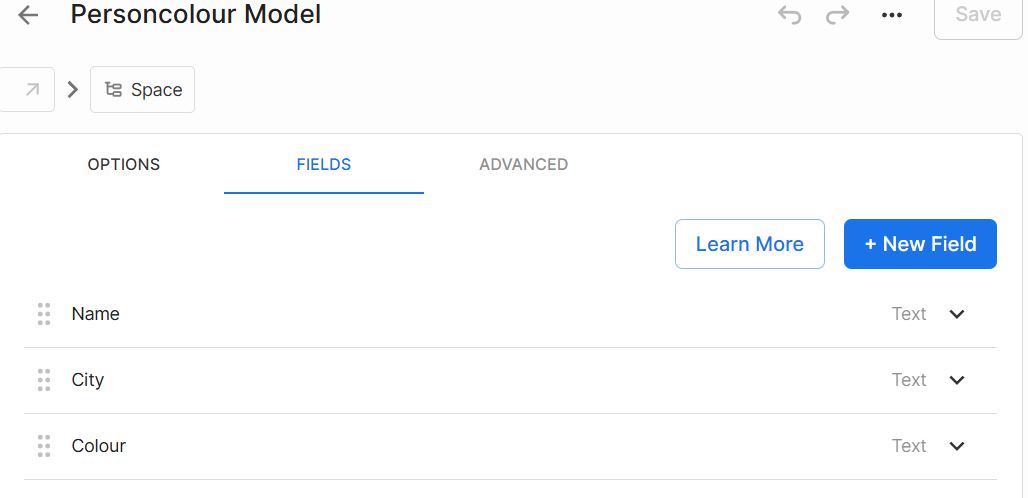 Personcolour Model
Save
Space
OPTIONS FIELDS ADVANCED
Learn More + New Field
Name Text
City Text
Colour Text